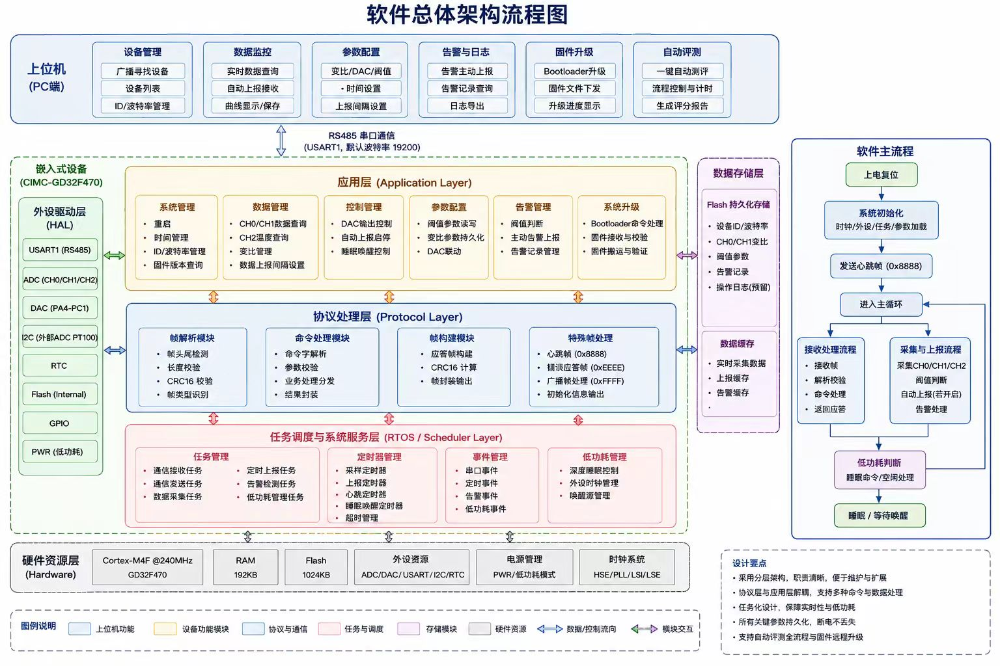 软件总体架构流程图
上位机
(PC端)
设备管理
广播寻找设备
设备列表
ID/波特率管理
数据监控
实时数据查询
自动上报接收
曲线显示/保存
参数配置
变比/DAC/阈值
·时间设置
上报间隔设置
告警与日志
告警主动上报
告警记录查询
日志导出
固件升级
Bootloader升级
固件文件下发
升级进度显示
自动评测
一键自动测评
流程控制与计时
生成评分报告
RS485 串口通信
(USART1, 默认波特率 19200)
嵌入式设备
(CIMC-GD32F470)
外设驱动层
(HAL)
USART1 (RS485)
ADC (CH0/CH1/CH2)
DAC (PA4-PC1)
I2C (外部ADC PT100)
RTC
Flash (Internal)
GPIO
PWR (低功耗)
应用层 (Application Layer)
系统管理
• 重启
• 时间管理
• ID/波特率管理
• 固件版本查询
数据管理
• CH0/CH1数据查询
• CH2温度查询
• 变比管理
• 数据上报间隔设置
控制管理
• DAC输出控制
• 自动上报启停
• 睡眠唤醒控制
参数配置
• 阈值参数读写
• 变比参数持久化
• DAC联动
告警管理
• 阈值判断
• 主动告警上报
• 告警记录管理
系统升级
• Bootloader命令处理
• 固件接收与校验
• 固件搬运与验证
协议处理层 (Protocol Layer)
帧解析模块
• 帧头尾检测
• 长度校验
• CRC16 校验
• 帧类型识别
命令处理模块
• 命令字解析
• 参数校验
• 业务处理分发
• 结果封装
帧构建模块
• 应答帧构建
• CRC16 计算
• 帧封装输出
特殊帧处理
• 心跳帧 (0x8888)
• 应答帧 (0xEEEE)
• 广播帧处理 (0xFFFF)
• 初始化信息输出
任务调度与系统服务层 (RTOS / Scheduler Layer)
任务管理
• 通信接收任务
• 通信发送任务
• 数据采集任务
• 定时上报任务
• 告警检测任务
• 低功耗管理任务
定时器管理
• 采样定时器
• 上报定时器
• 心跳定时器
• 睡眠唤醒定时器
• 超时管理
事件管理
• 串口事件
• 定时事件
• 告警事件
• 低功耗事件
低功耗管理
• 深度睡眠控制
• 外设时钟管理
• 唤醒源管理
数据存储层
Flash 持久化存储
• 设备ID/波特率
• CH0/CH1变比
• 阈值参数
• 告警记录
• 操作日志(预留)
数据缓存
• 实时采集数据
• 上报缓存
• 告警缓存
·
硬件资源层
(Hardware)
Cortex-M4F @240MHz
GD32F470
RAM
192KB
Flash
1024KB
外设资源
ADC/DAC/USART/I2C/RTC
电源管理
PWR/低功耗模式
时钟系统
HSE/PLL/LSI/LSE
图例说明
上位机功能
设备功能模块
协议与通信
任务与调度
存储模块
硬件资源
数据/控制流向
模块交互
软件主流程
上电复位
系统初始化
时钟/外设/任务/参数加载
发送心跳帧 (0x8888)
进入主循环
接收处理流程
• 接收帧
• 解析校验
• 命令处理
• 返回应答
采集与上报流程
采集CH0/CH1/CH2
阈值判断
自动上报(若开启)
告警处理
低功耗判断
睡眠命令/空闲处理
睡眠 / 等待唤醒
设计要点
• 采用分层架构，职责清晰，便于维护与扩展
• 协议层与应用层解耦，支持多种命令与数据处理
• 任务化设计，保障实时性与低功耗
• 所有关键参数持久化，断电不丢失
• 支持自动评测全流程与固件远程升级